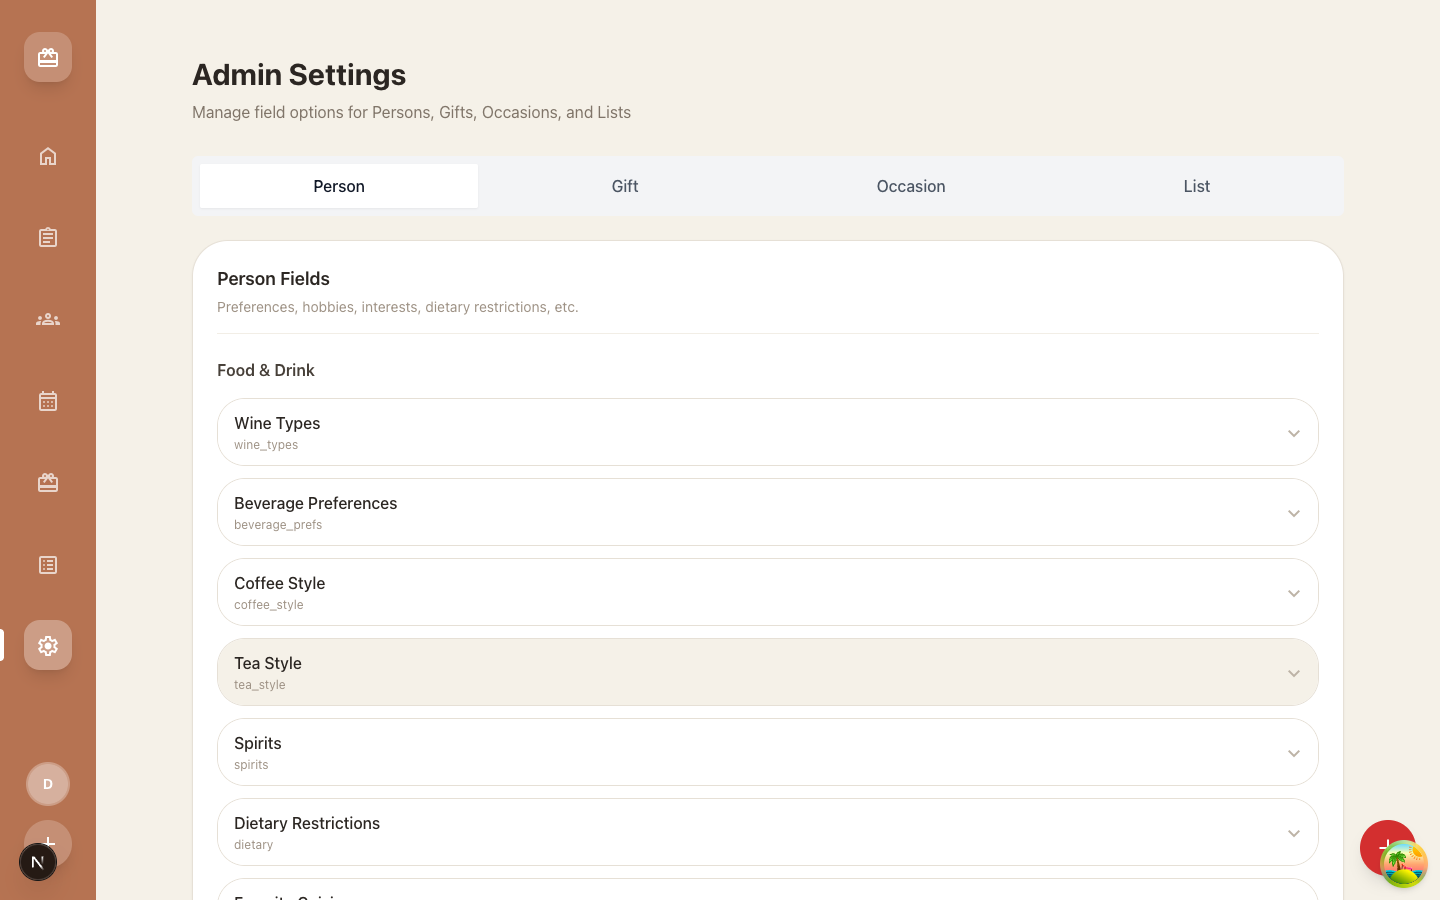 Admin Settings
Manage field options for Persons, Gifts, Occasions, and Lists
Person
Gift
Occasion
List
Person Fields
Preferences, hobbies, interests, dietary restrictions, etc.
Food & Drink
Wine Types
wine_types
Beverage Preferences
beverage_prefs
Coffee Style
coffee_style
Tea Style
tea_style
Spirits
spirits
Dietary Restrictions
dietary
D
N